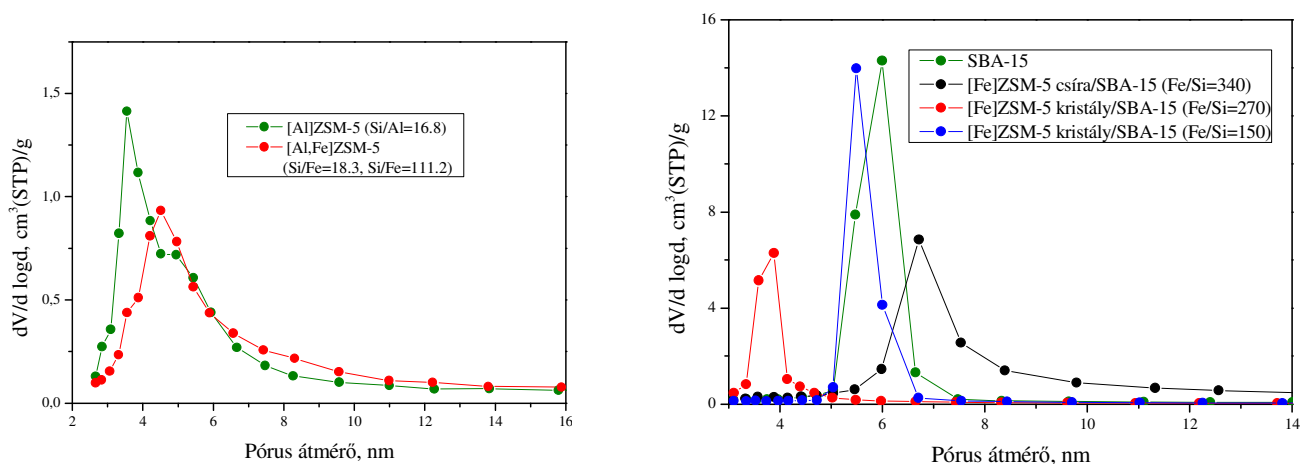 dV/d logd, cm³(STP)/g
1,5
1,0
0,5
0,0
[Al]ZSM-5 (Si/Al=16.8)
[Al,Fe]ZSM-5
(Si/Fe=18.3, Si/Fe=111.2)
2 4 6 8 10 12 14 16
Pórus átmérő, nm
dV/d logd, cm³(STP)/g
16
12
8
4
0
SBA-15
[Fe]ZSM-5 csíra/SBA-15 (Fe/Si=340)
[Fe]ZSM-5 kristály/SBA-15 (Fe/Si=270)
[Fe]ZSM-5 kristály/SBA-15 (Fe/Si=150)
4 6 8 10 12 14
Pórus átmérő, nm